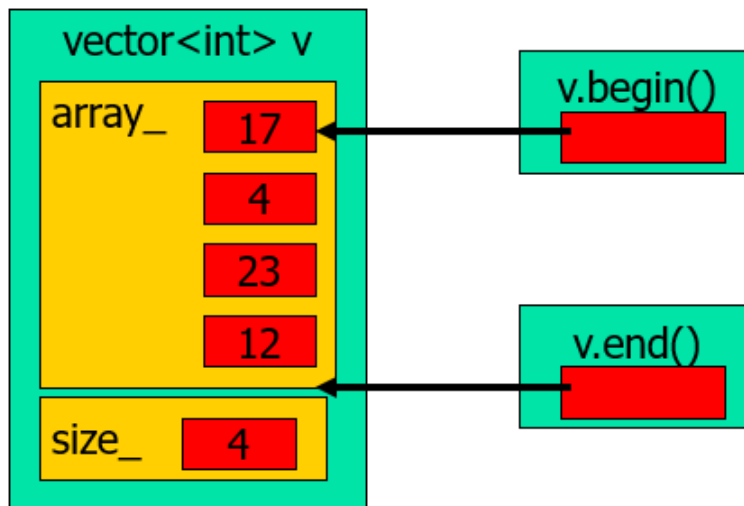 vector<int> v
array_
17
4
23
12
size_
4
v.begin()
v.end()